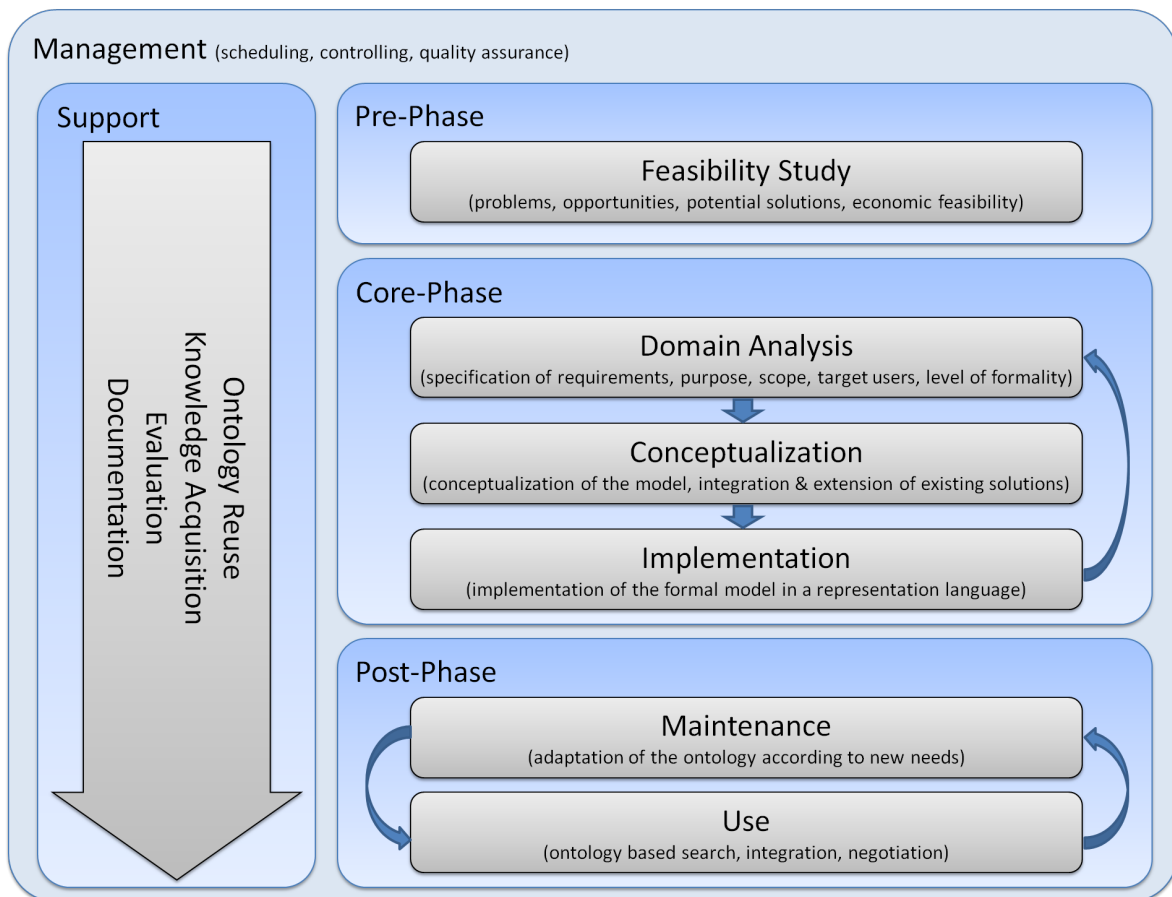 Management (scheduling, controlling, quality assurance)
Support
Ontology Reuse
Knowledge Acquisition
Evaluation
Documentation
Pre-Phase
Feasibility Study
(problems, opportunities, potential solutions, economic feasibility)
Core-Phase
Domain Analysis
(specification of requirements, purpose, scope, target users, level of formality)
Conceptualization
(conceptualization of the model, integration & extension of existing solutions)
Implementation
(implementation of the formal model in a representation language)
Post-Phase
Maintenance
(adaptation of the ontology according to new needs)
Use
(ontology based search, integration, negotiation)